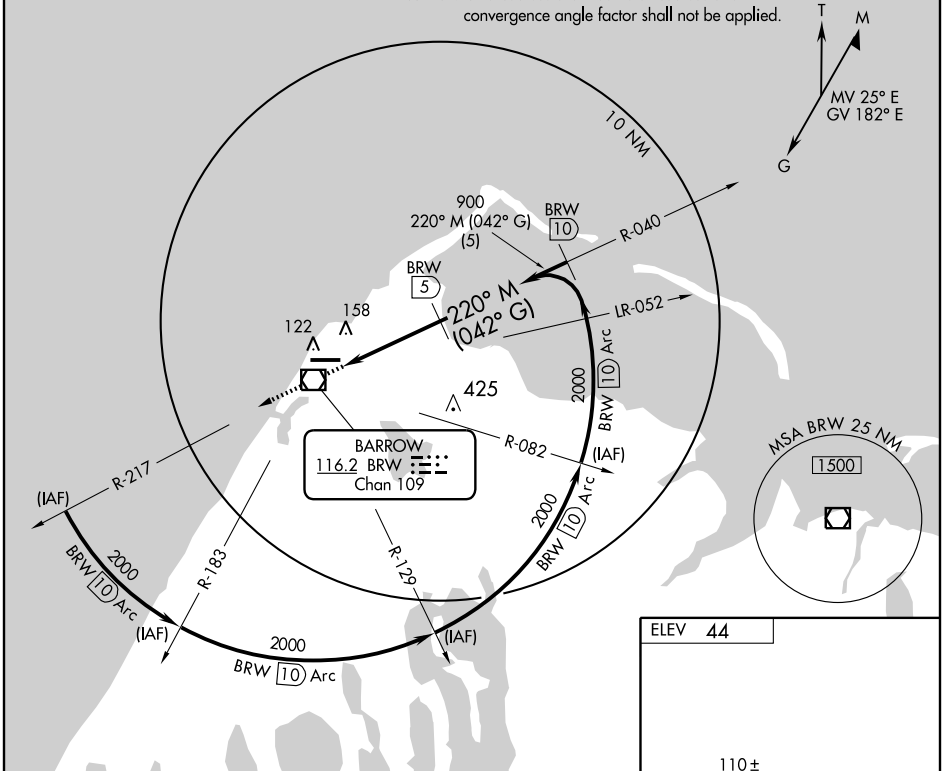 convergence angle factor shall not be applied.
T
M
MV 25° E
GV 182° E
G
10 NM
900
220° M (042° G)
(5)
BRW
10
R-040
BRW
5
220° M
(042° G)
LR-052
158
122
2000
BRW 10 Arc
425
R-082
(IAF)
BARROW
116.2 BRW
Chan 109
MSA BRW 25 NM
1500
R-217
(IAF)
2000
BRW 10 Arc
R-183
R-129
2000
BRW 10 Arc
(IAF)
(IAF)
2000
BRW 10 Arc
ELEV 44
110±